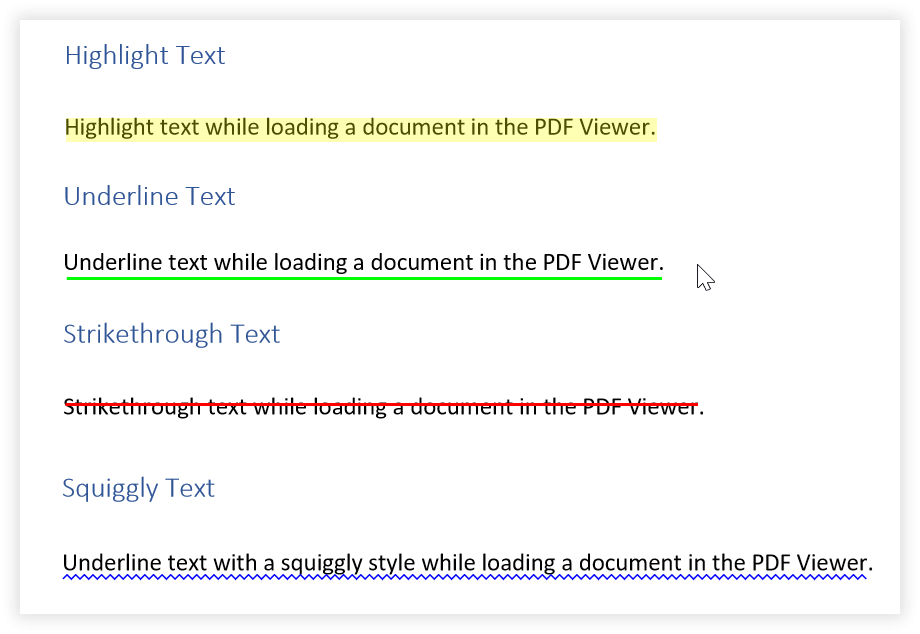 Highlight Text
Highlight text while loading a document in the PDF Viewer.
Underline Text
Underline text while loading a document in the PDF Viewer.
Strikethrough Text
Strikethrough text while loading a document in the PDF Viewer.
Squiggly Text
Underline text with a squiggly style while loading a document in the PDF Viewer.